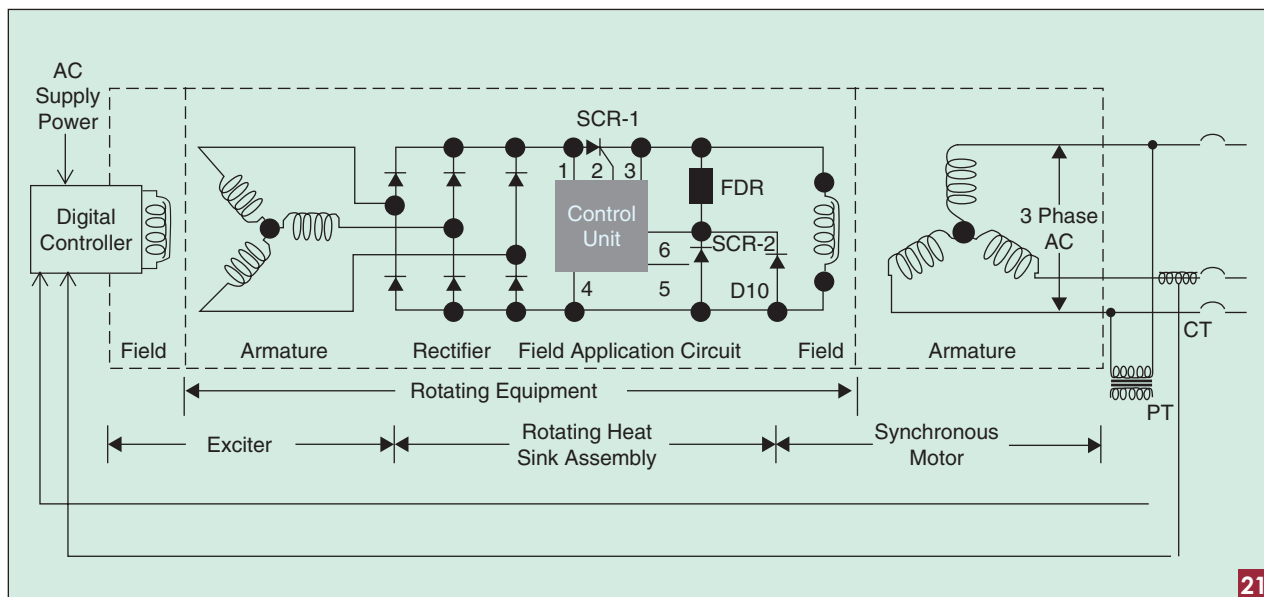 AC
Supply
Power
Digital
Controller
SCR-1
1
2
3
FDR
Control
Unit
SCR-2
6
4
5
D10
3 Phase
AC
CT
PT
Field
Armature
Rectifier
Field Application Circuit
Field
Armature
Rotating Equipment
Exciter
Rotating Heat
Sink Assembly
Synchronous
Motor
21